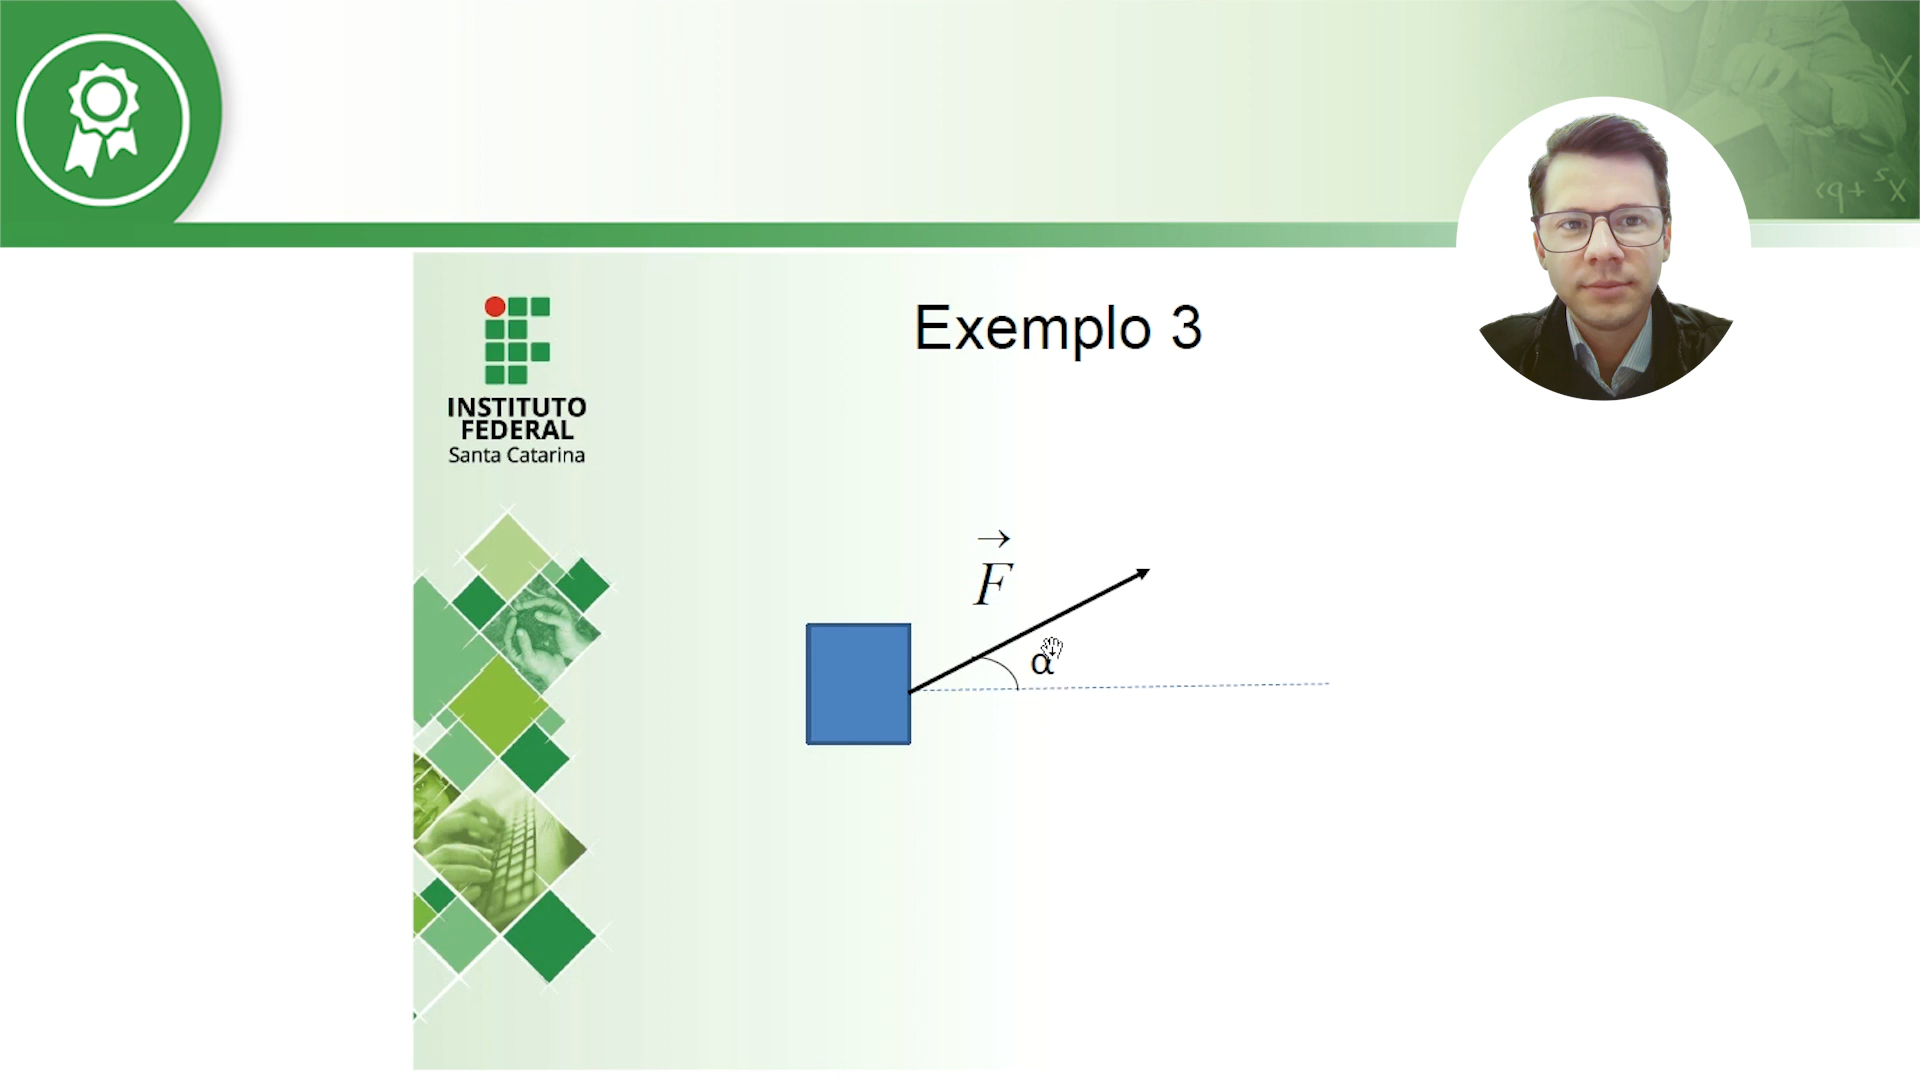 Exemplo 3
INSTITUTO
FEDERAL
Santa Catarina
F
α